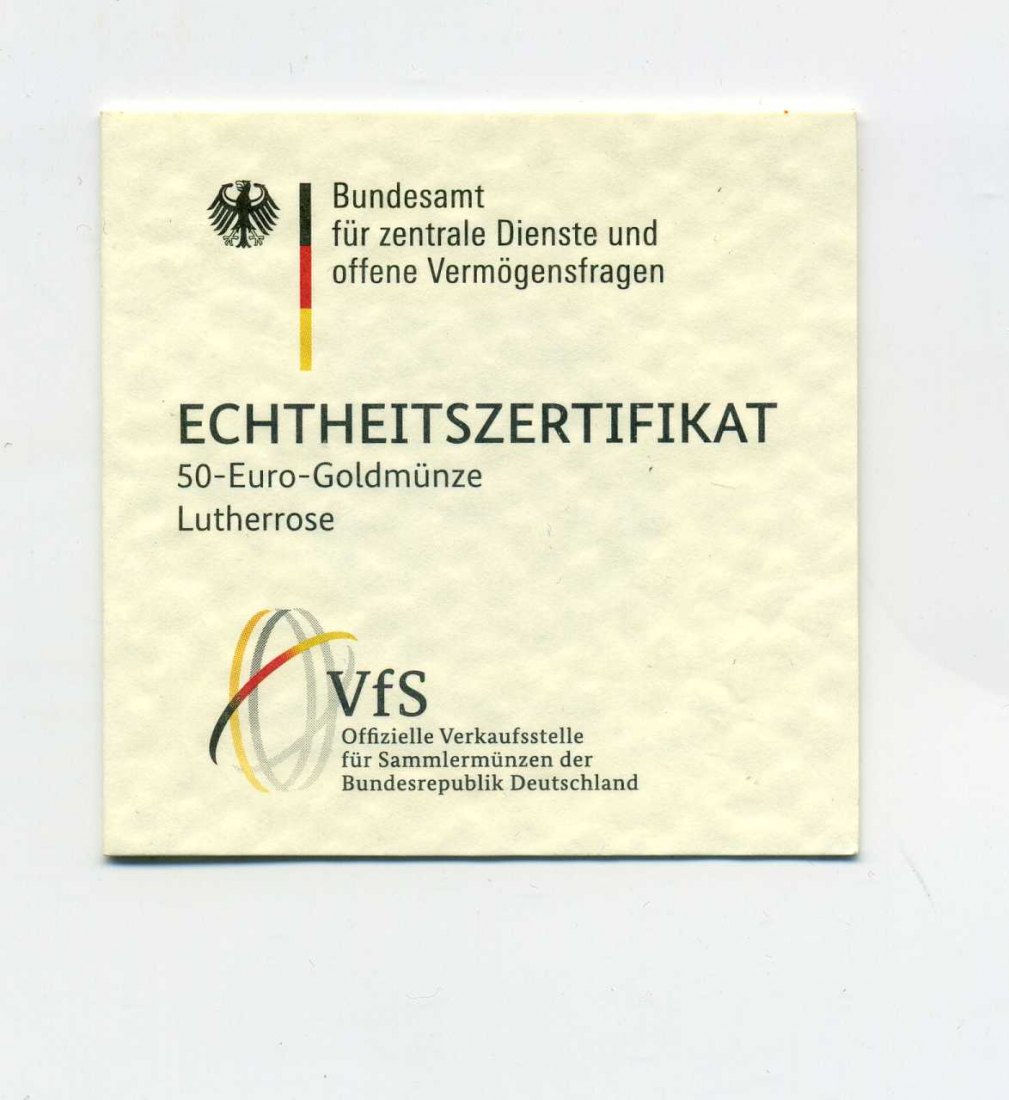 Bundesamt
für zentrale Dienste und
offene Vermögensfragen
ECHTHEITSZERTIFIKAT
50-Euro-Goldmünze
Lutherrose
VfS
Offizielle Verkaufsstelle
für Sammlermünzen der
Bundesrepublik Deutschland